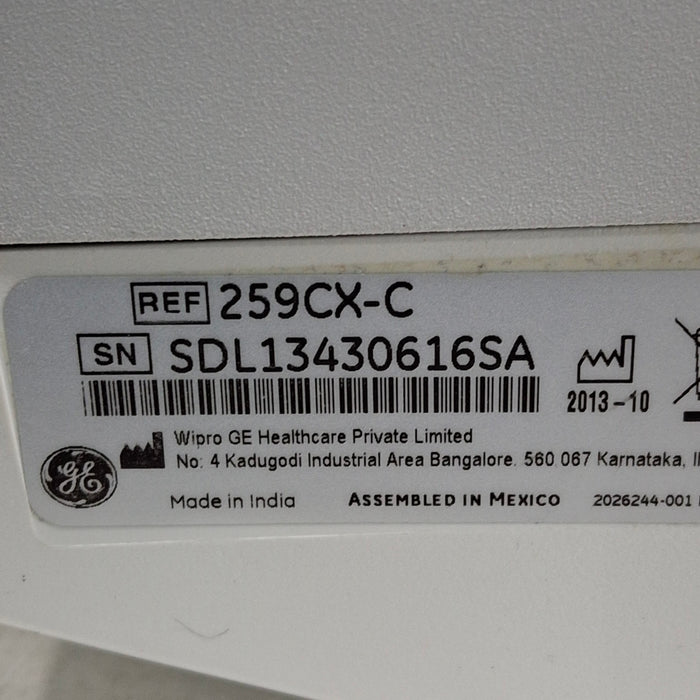 REF 259CX-C
SN SDL13430616SA
2013-10
Wipro GE Healthcare Private Limited
No: 4 Kadugodi Industrial Area Bangalore. 560 067 Karnataka,
GE
Made in India ASSEMBLED IN MEXICO 2026244-001